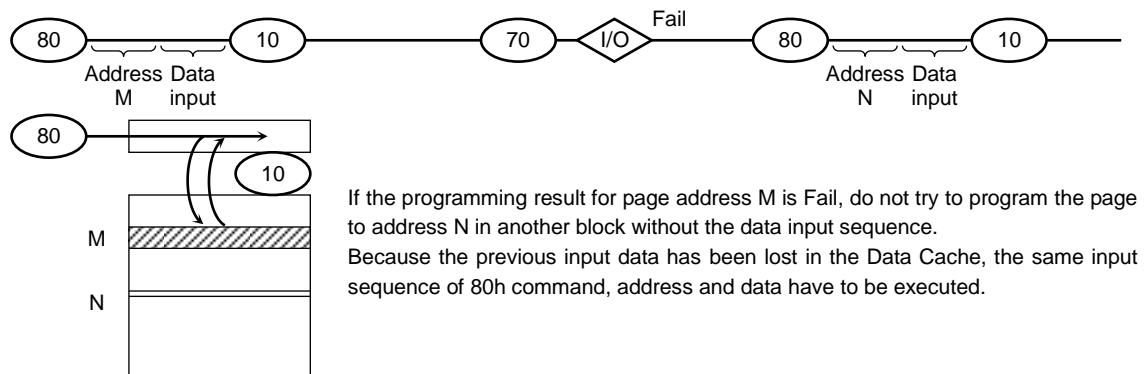 80 10 70 I/O Fail 80 10
Address Data Address Data
M input N input
80
10
If the programming result for page address M is Fail, do not try to program the page
M
to address N in another block without the data input sequence.
Because the previous input data has been lost in the Data Cache, the same input
N
sequence of 80h command, address and data have to be executed.